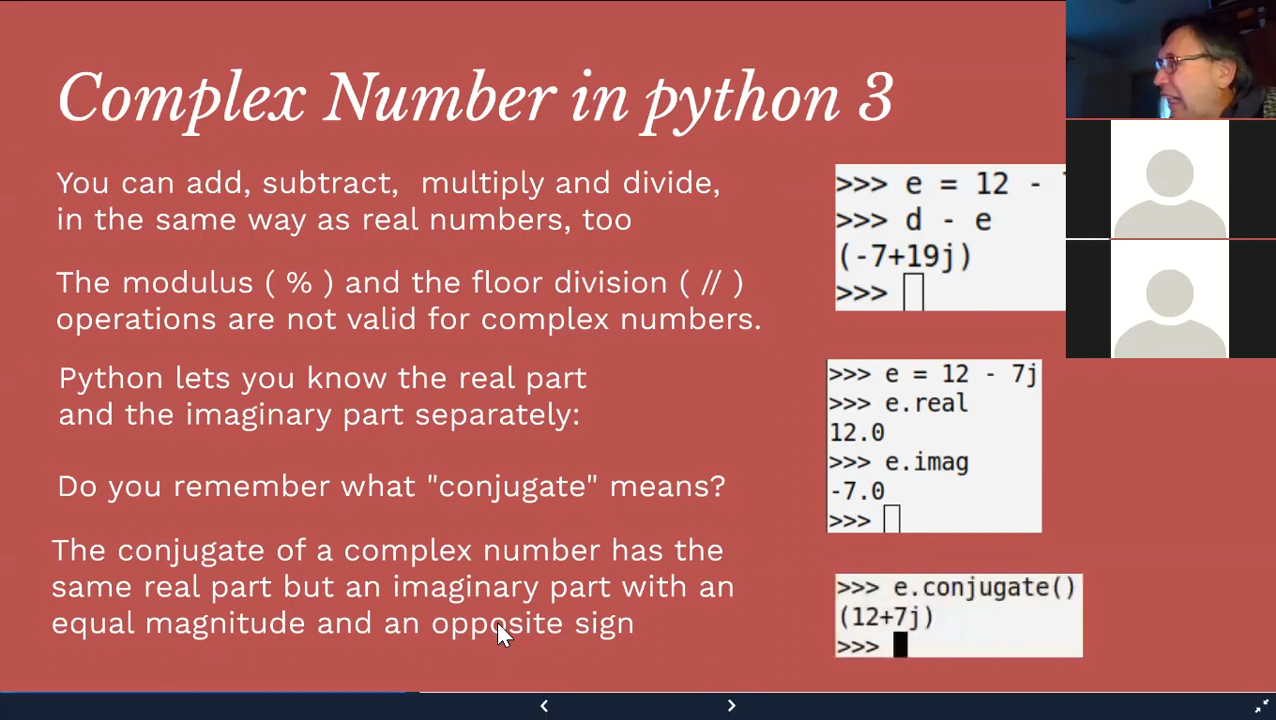 Complex Number in python 3
You can add, subtract, multiply and divide,
in the same way as real numbers, too
>>> e = 12 -
>>> d - e
(-7+19j)
>>>
The modulus ( % ) and the floor division ( // )
operations are not valid for complex numbers.
Python lets you know the real part
and the imaginary part separately:
>>> e = 12 - 7j
>>> e.real
12.0
>>> e.imag
-7.0
>>>
Do you remember what "conjugate" means?
The conjugate of a complex number has the
same real part but an imaginary part with an
equal magnitude and an opposite sign
>>> e.conjugate()
(12+7j)
>>>